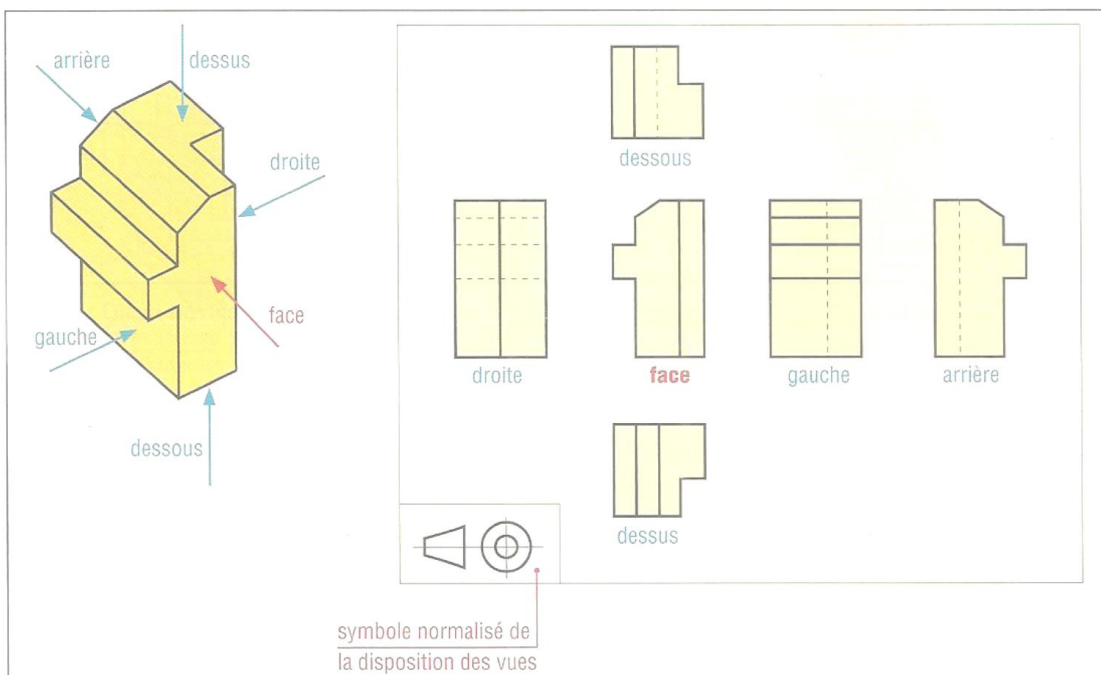 arrière
dessus
droite
face
gauche
dessous
dessous
droite
face
gauche
arrière
dessus
symbole normalisé de
la disposition des vues